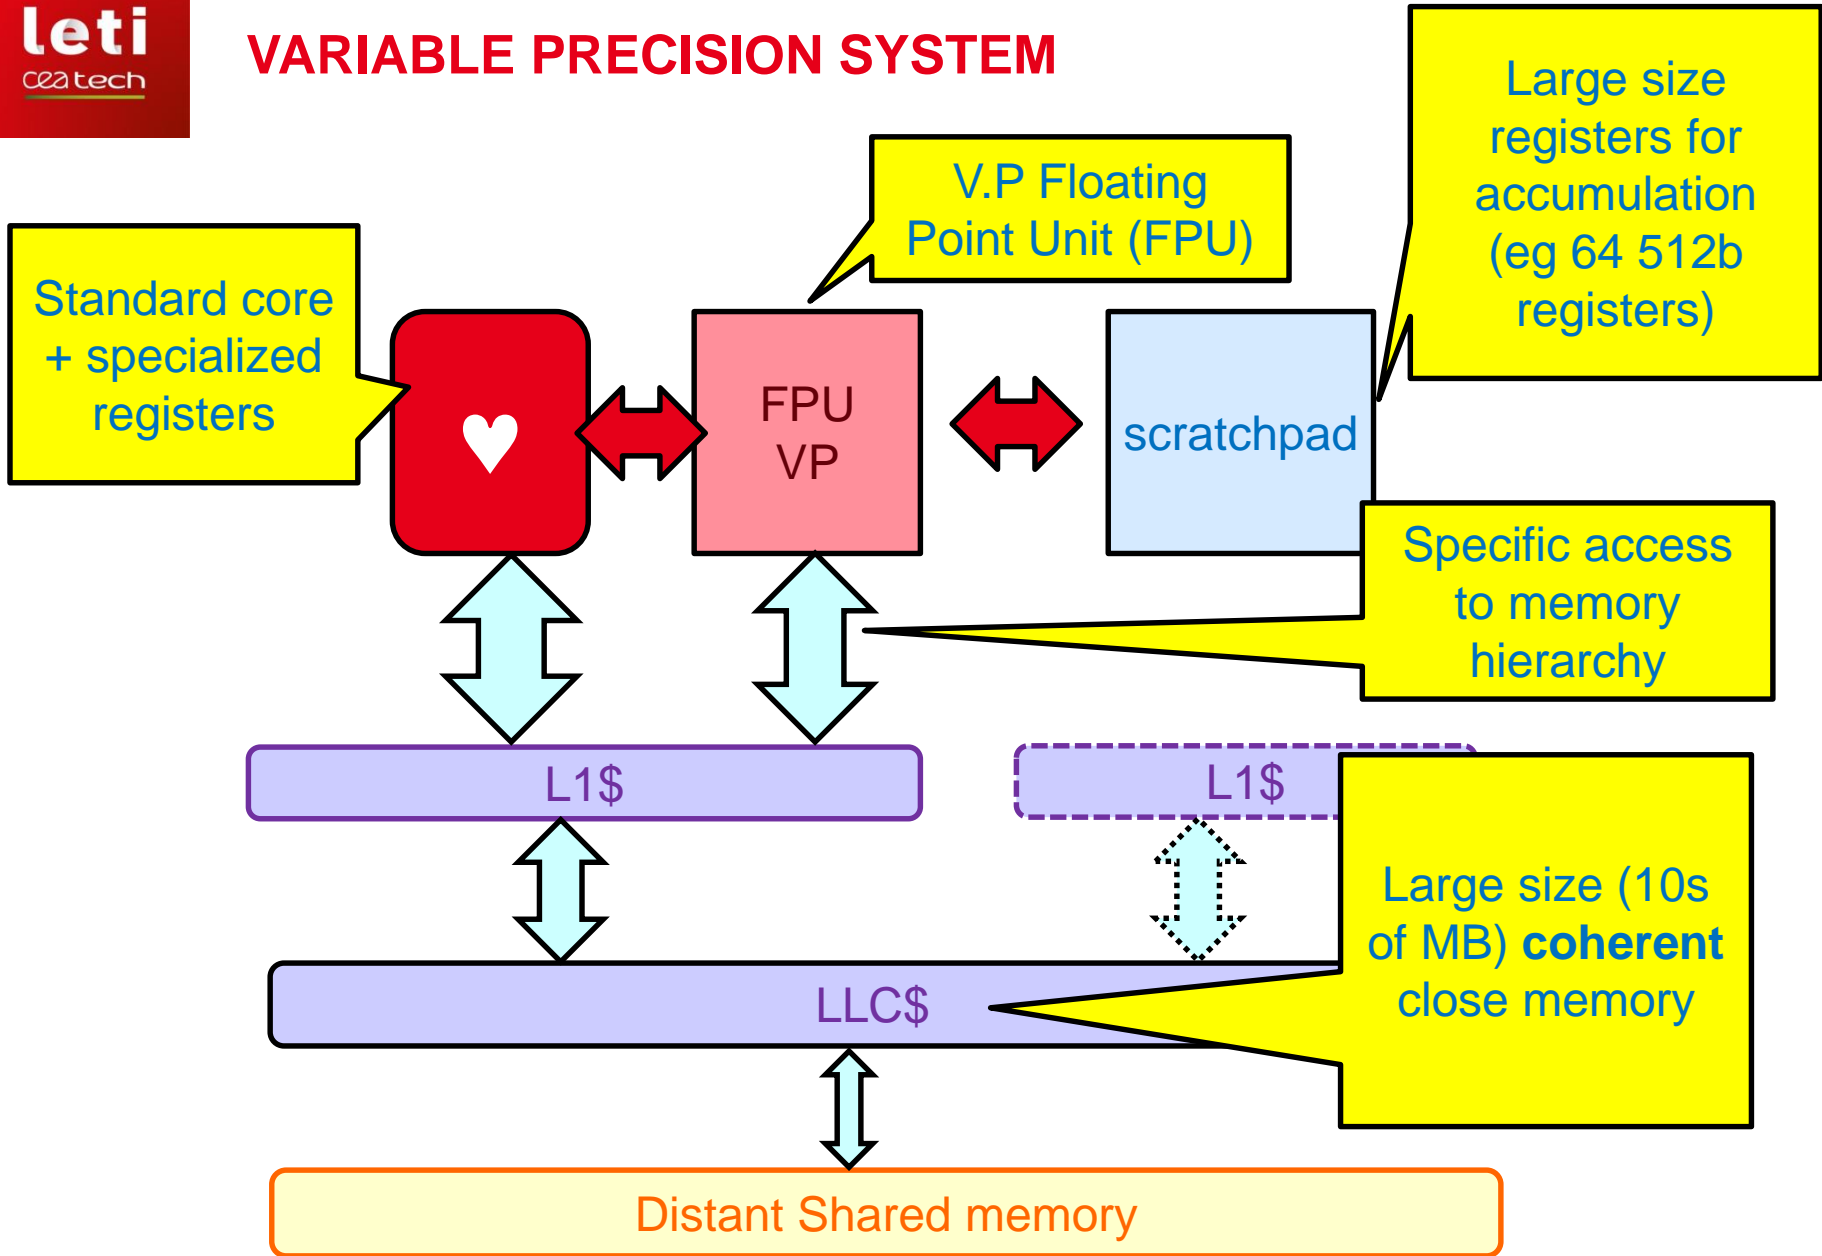 leti
ceatech
VARIABLE PRECISION SYSTEM
Large size
registers for
accumulation
(eg 64 512b
registers)
V.P Floating
Point Unit (FPU)
Standard core
+ specialized
registers
♥
FPU
VP
scratchpad
Specific access
to memory
hierarchy
L1$
L1$
Large size (10s
of MB) coherent
close memory
LLC$
Distant Shared memory